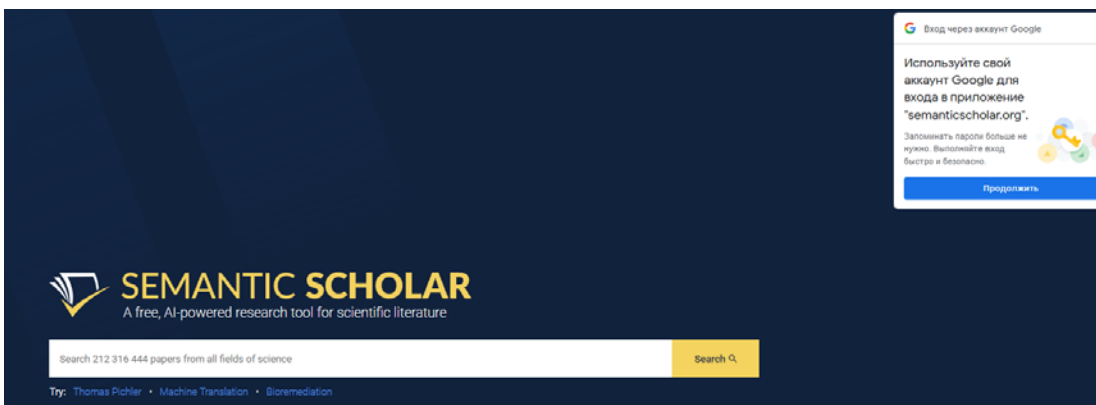 Вход через аккаунт Google
Используйте свой
аккаунт Google для
входа в приложение
"semanticscholar.org".
Запоминать пароли больше не
нужно. Выполняйте вход
быстро и безопасно.
Продолжить
SEMANTIC SCHOLAR
A free, AI-powered research tool for scientific literature
Search 212 316 444 papers from all fields of science
Search
Try: Thomas Pichler • Machine Translation • Bioremediation